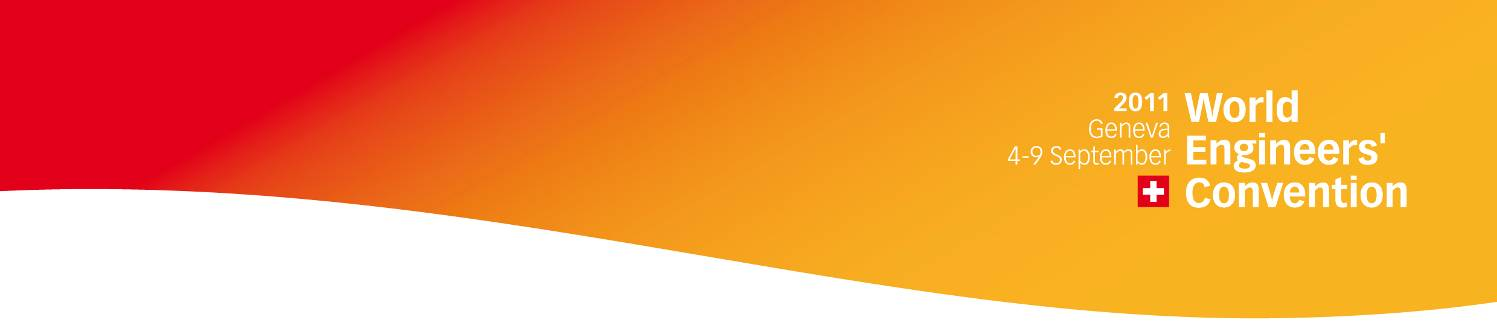 2011
Geneva
4-9 September
World
Engineers'
Convention